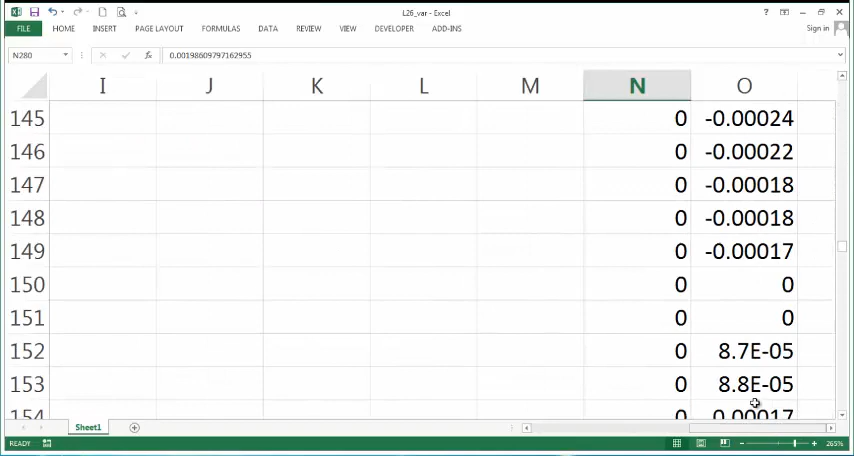 L26_var - Excel
FILE HOME INSERT PAGE LAYOUT FORMULAS DATA REVIEW VIEW DEVELOPER ADD-INS Sign in
N280 fx 0.00198609797162955
I J K L M N O
145 0 -0.00024
146 0 -0.00022
147 0 -0.00018
148 0 -0.00018
149 0 -0.00017
150 0 0
151 0 0
152 0 8.7E-05
153 0 8.8E-05
154 0 0.00017
Sheet1
READY 265%